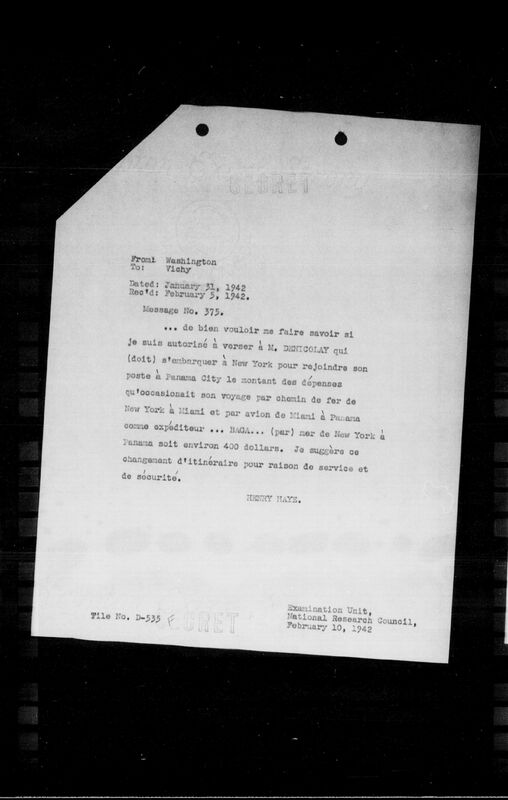 SECRET
From: Washington
To: Vichy
Dated: January 31, 1942
Rec'd: February 5, 1942.
Message No. 375.
... de bien vouloir me faire savoir si
je suis autorisé à verser à M. DENICOLAY qui
(doit) s'embarquer à New York pour rejoindre son
poste à Panama City le montant des dépenses
qu'occasionait son voyage par chemin de fer de
New York à Miami et par avion de Miami à Panama
comme expéditeur ... BAGA... (par) mer de New York à
Panama soit environ 400 dollars. Je suggère ce
changement d'itinéraire pour raison de service et
de sécurité.
HENRY HAYE.
File No. D-535
SECRET
Examination Unit,
National Research Council,
February 10, 1942